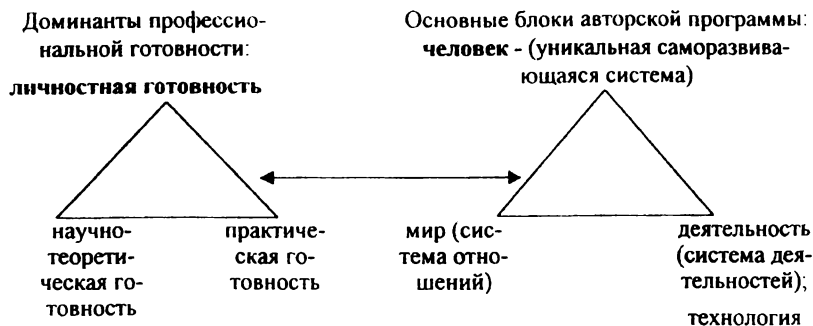 Доминанты профессио-
нальной готовности:
личностная готовность
Основные блоки авторской программы:
человек - (уникальная саморазвива-
ющаяся система)
научно-
теорети-
ческая го-
товность
практиче-
ская го-
товность
мир (сис-
тема отно-
шений)
деятельность
(система дея-
тельностей);
технология